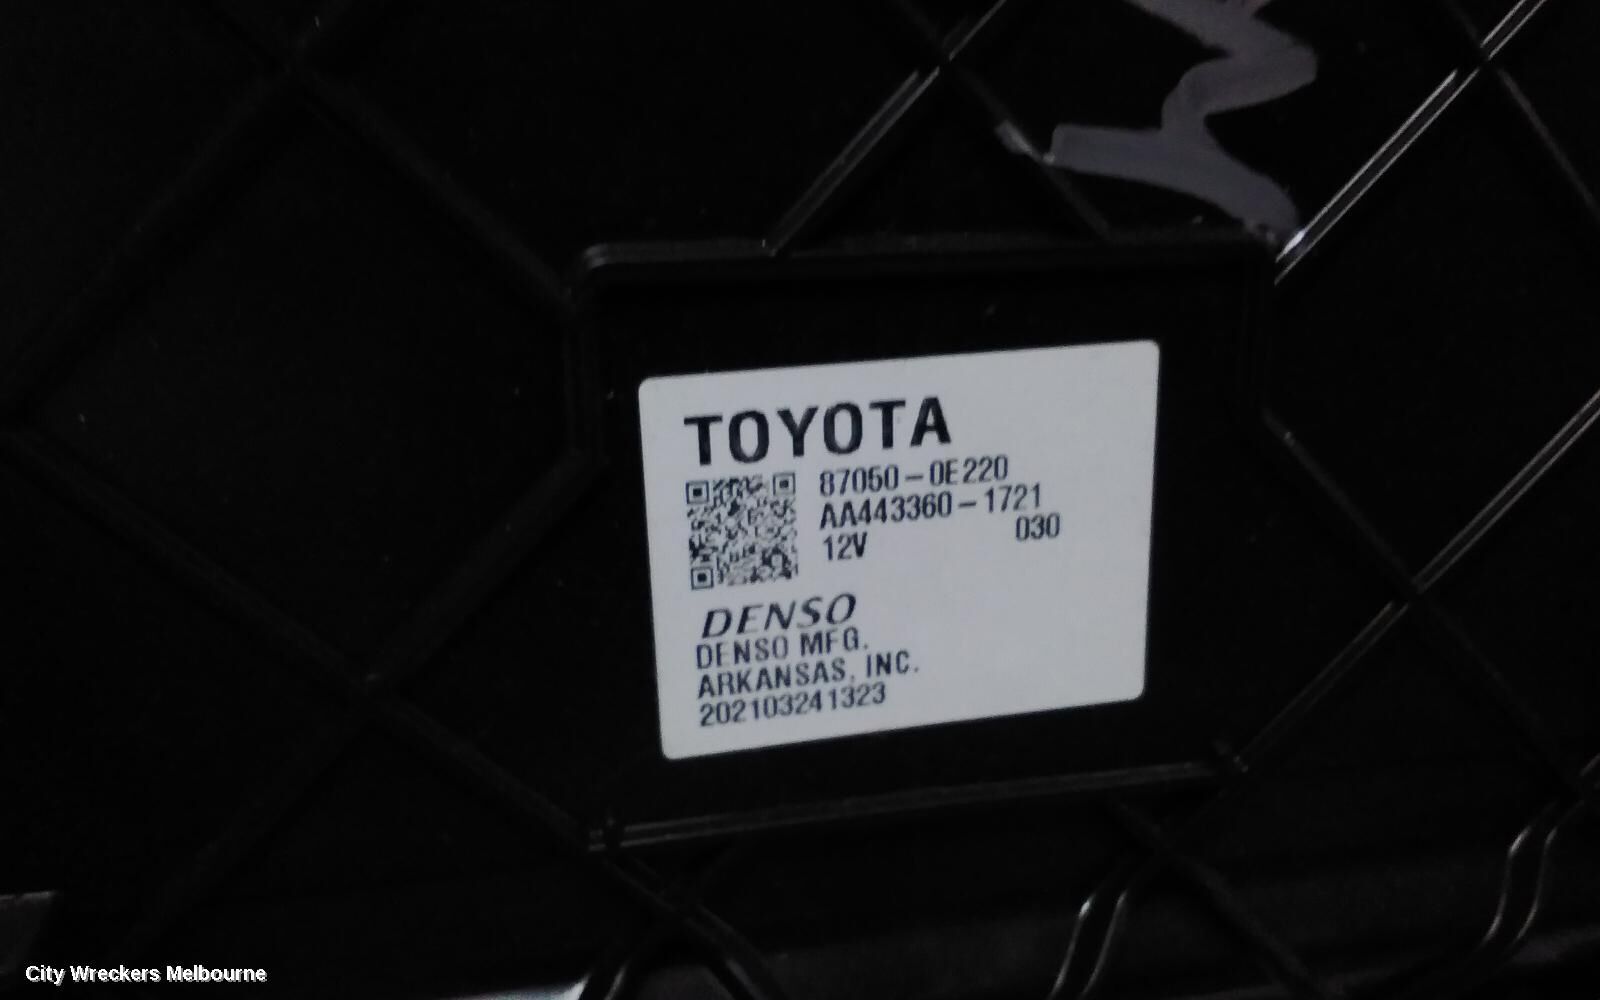 TOYOTA
87050-0E220
AA443360-1721
12V 030
DENSO
DENSO MFG.
ARKANSAS, INC.
202103241323
City Wreckers Melbourne